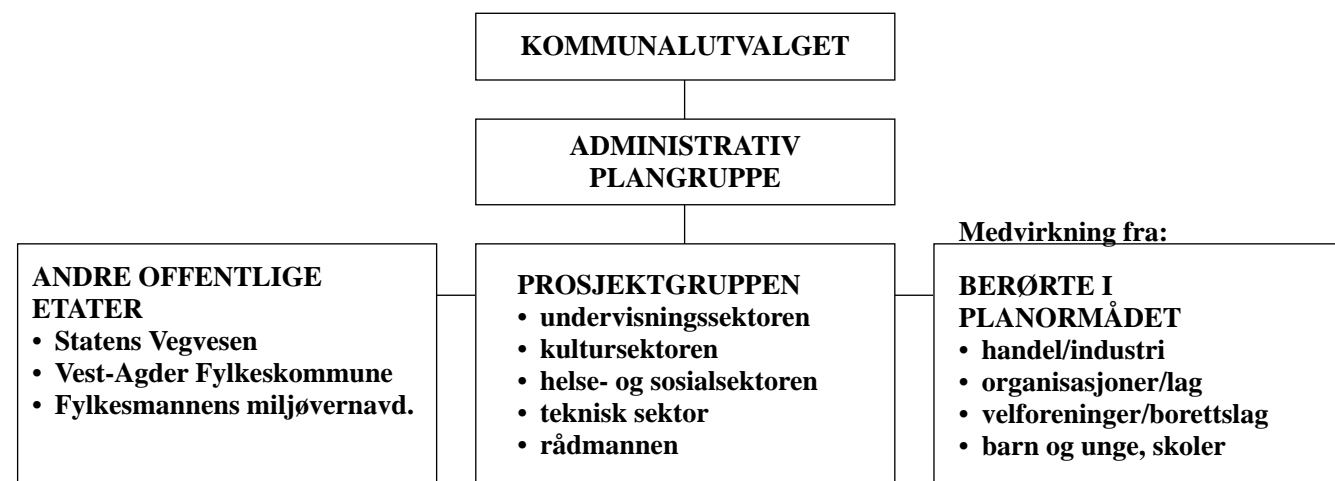 KOMMUNALUTVALGET
ADMINISTRATIV
PLANGRUPPE
ANDRE OFFENTLIGE
ETATER
• Statens Vegvesen
• Vest-Agder Fylkeskommune
• Fylkesmannens miljøvernavd.
PROSJEKTGRUPPEN
• undervisningssektoren
• kultursektoren
• helse- og sosialsektoren
• teknisk sektor
• rådmannen
Medvirkning fra:
BERØRTE I
PLANORMÅDET
• handel/industri
• organisasjoner/lag
• velforeninger/borettslag
• barn og unge, skoler